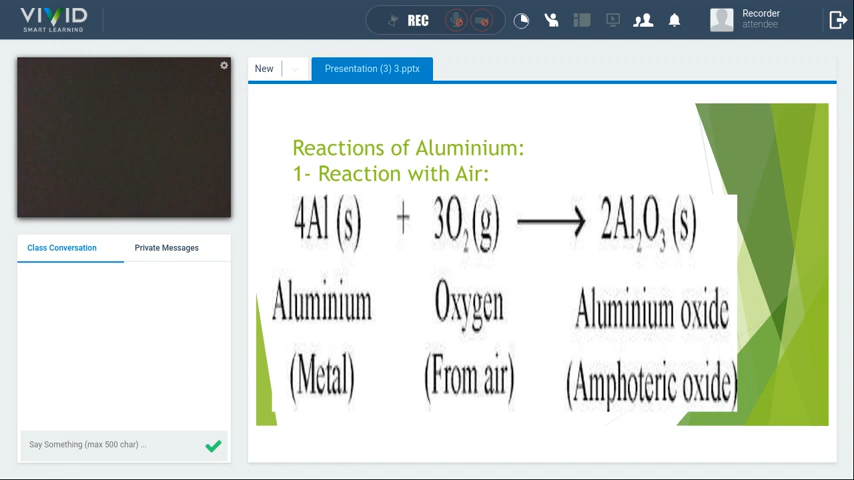 VIVID
SMART LEARNING
REC
Recorder
attendee
New
Presentation (3) 3.pptx
Reactions of Aluminium:
1- Reaction with Air:
4Al (s) + 3O₂(g) ⟶ 2Al₂O₃ (s)
Aluminium Oxygen Aluminium oxide
(Metal) (From air) (Amphoteric oxide)
Class Conversation
Private Messages
Say Something (max 500 char) ...